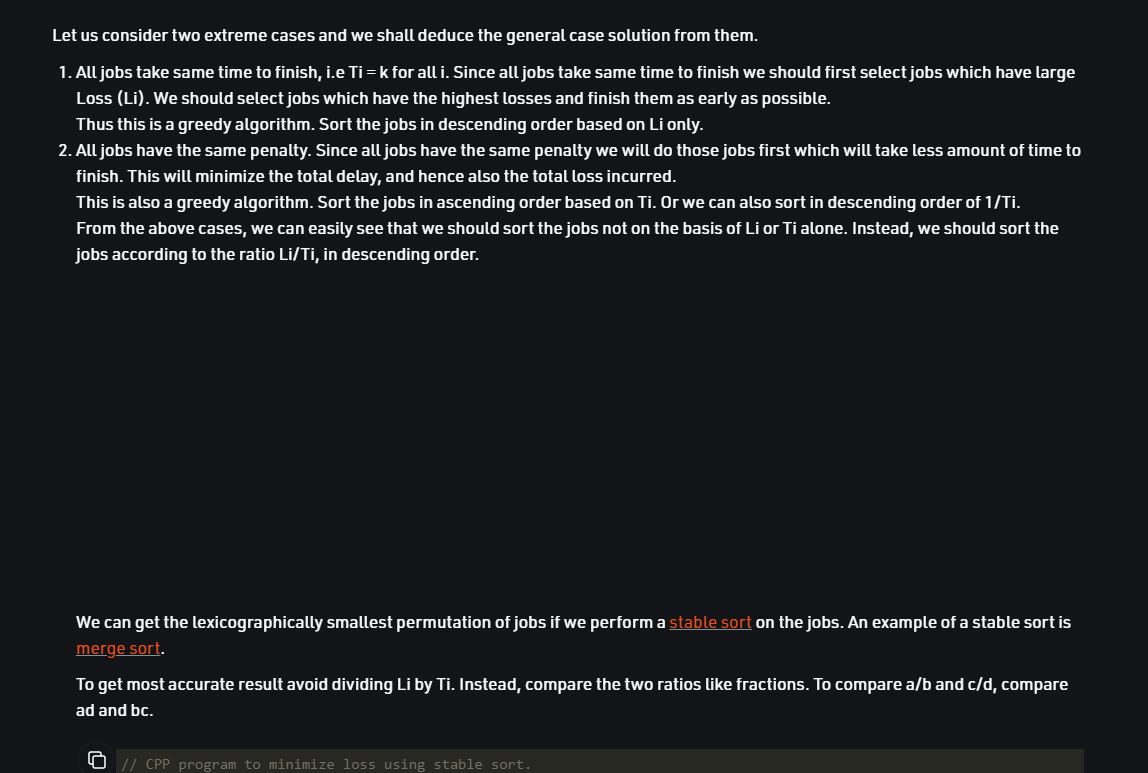 Let us consider two extreme cases and we shall deduce the general case solution from them.
1. All jobs take same time to finish, i.e Ti = k for all i. Since all jobs take same time to finish we should first select jobs which have large
Loss (Li). We should select jobs which have the highest losses and finish them as early as possible.
Thus this is a greedy algorithm. Sort the jobs in descending order based on Li only.
2. All jobs have the same penalty. Since all jobs have the same penalty we will do those jobs first which will take less amount of time to
finish. This will minimize the total delay, and hence also the total loss incurred.
This is also a greedy algorithm. Sort the jobs in ascending order based on Ti. Or we can also sort in descending order of 1/Ti.
From the above cases, we can easily see that we should sort the jobs not on the basis of Li or Ti alone. Instead, we should sort the
jobs according to the ratio Li/Ti, in descending order.
We can get the lexicographically smallest permutation of jobs if we perform a stable sort on the jobs. An example of a stable sort is
merge sort.
To get most accurate result avoid dividing Li by Ti. Instead, compare the two ratios like fractions. To compare a/b and c/d, compare
ad and bc.
// CPP program to minimize loss using stable sort.